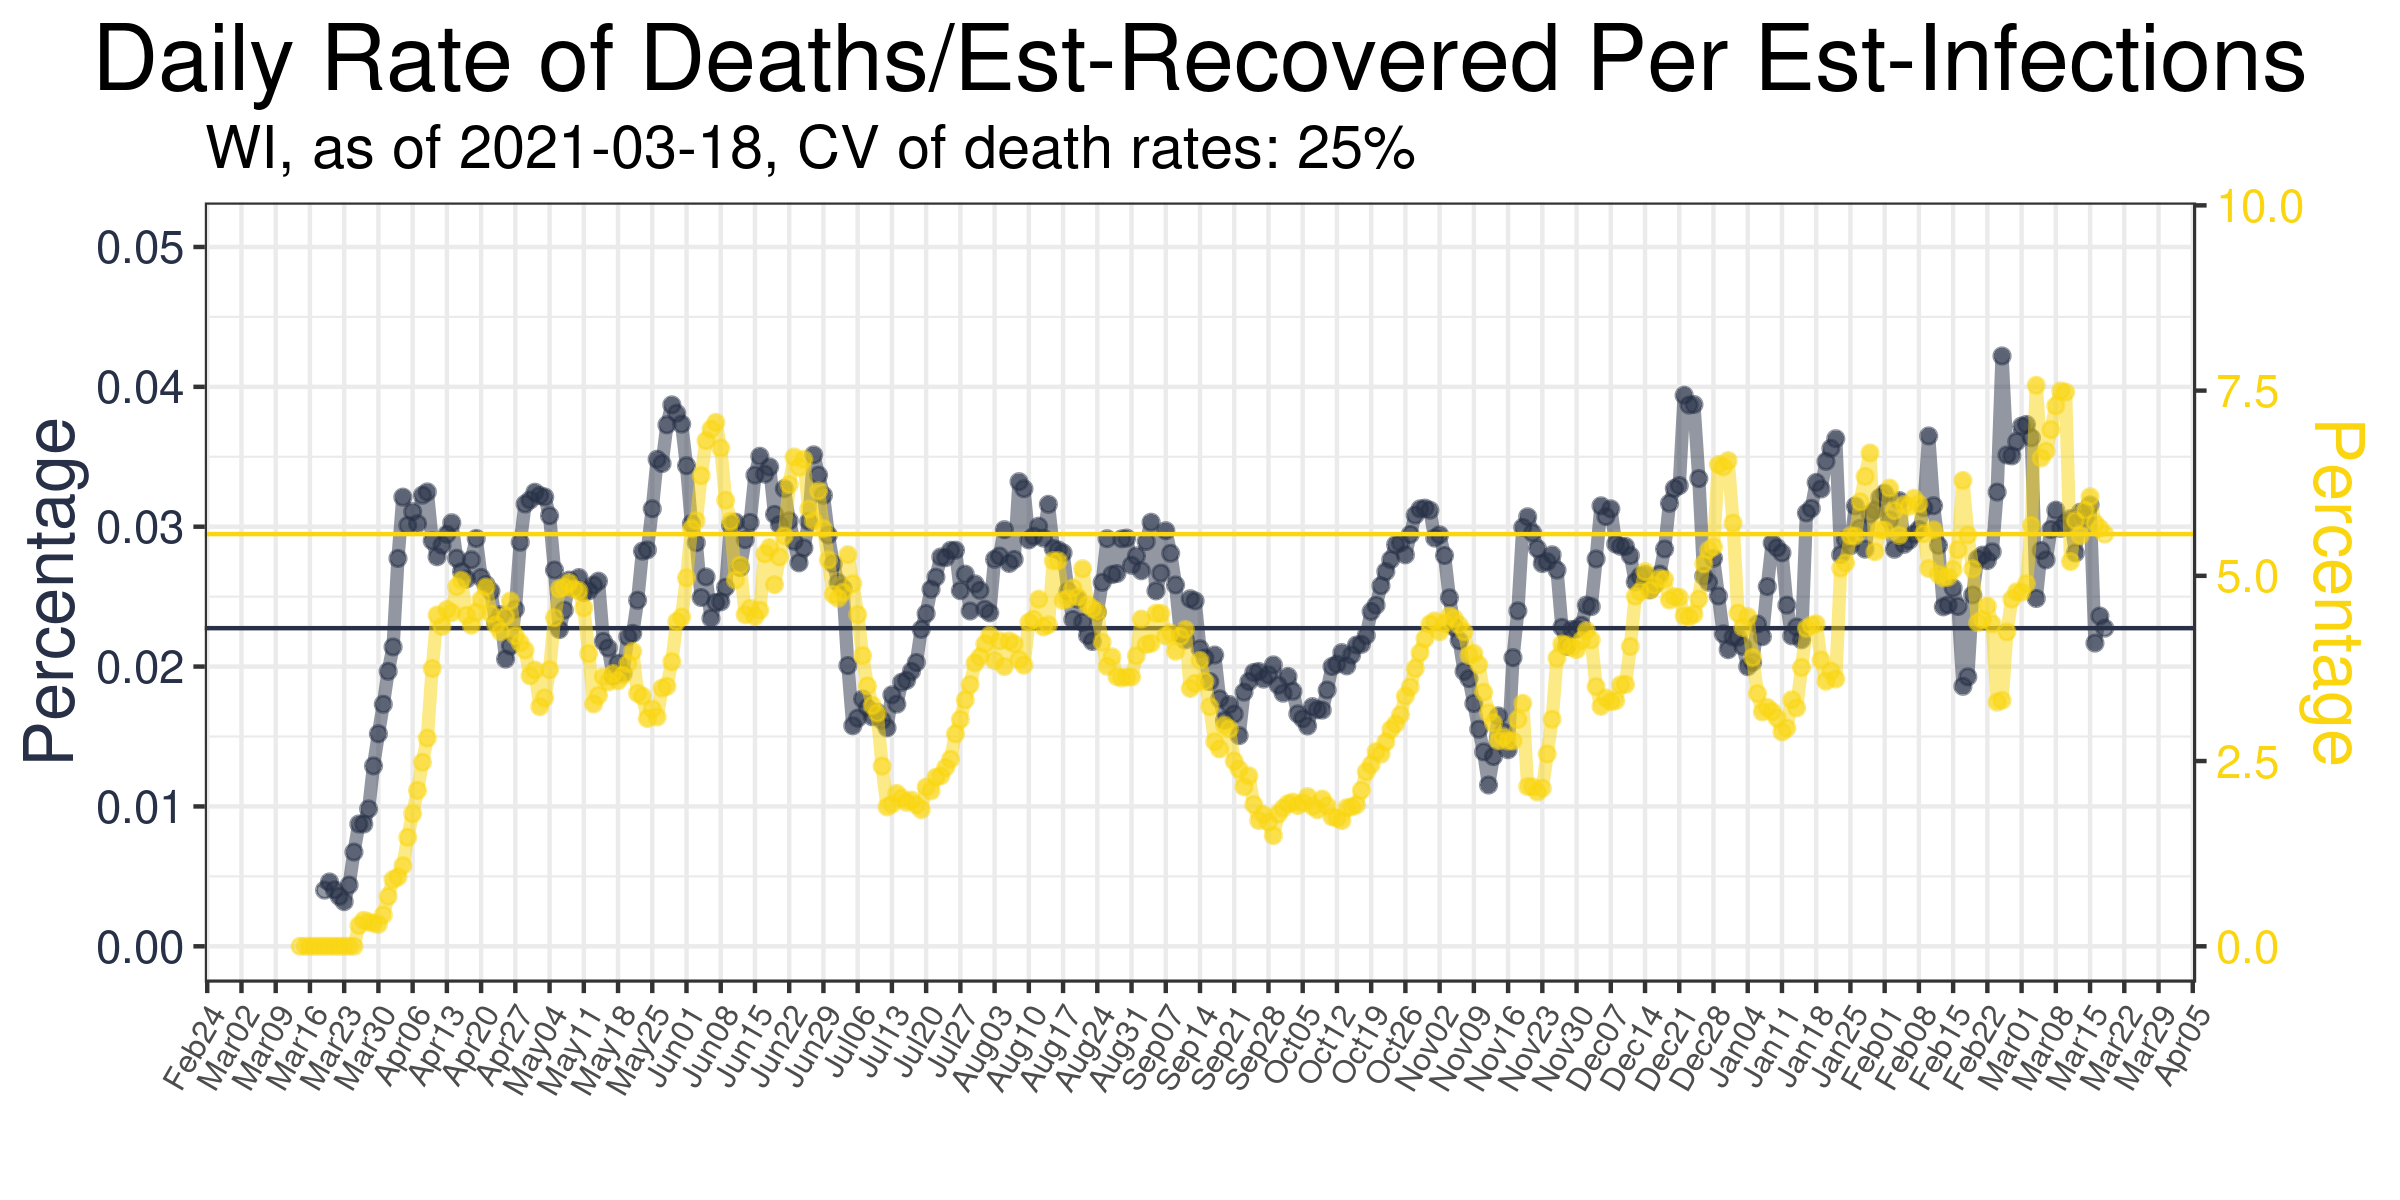 Daily Rate of Deaths/Est-Recovered Per Est-Infections
WI, as of 2021-03-18, CV of death rates: 25%
Percentage
0.05
0.04
0.03
0.02
0.01
0.00
10.0
7.5
5.0
2.5
0.0
Percentage
Feb24
Mar02
Mar09
Mar16
Mar23
Mar30
Apr06
Apr13
Apr20
Apr27
May04
May11
May18
May25
Jun01
Jun08
Jun15
Jun22
Jun29
Jul06
Jul13
Jul20
Jul27
Aug03
Aug10
Aug17
Aug24
Aug31
Sep07
Sep14
Sep21
Sep28
Oct05
Oct12
Oct19
Oct26
Nov02
Nov09
Nov16
Nov23
Nov30
Dec07
Dec14
Dec21
Dec28
Jan04
Jan11
Jan18
Jan25
Feb01
Feb08
Feb15
Feb22
Mar01
Mar08
Mar15
Mar22
Mar29
Apr05